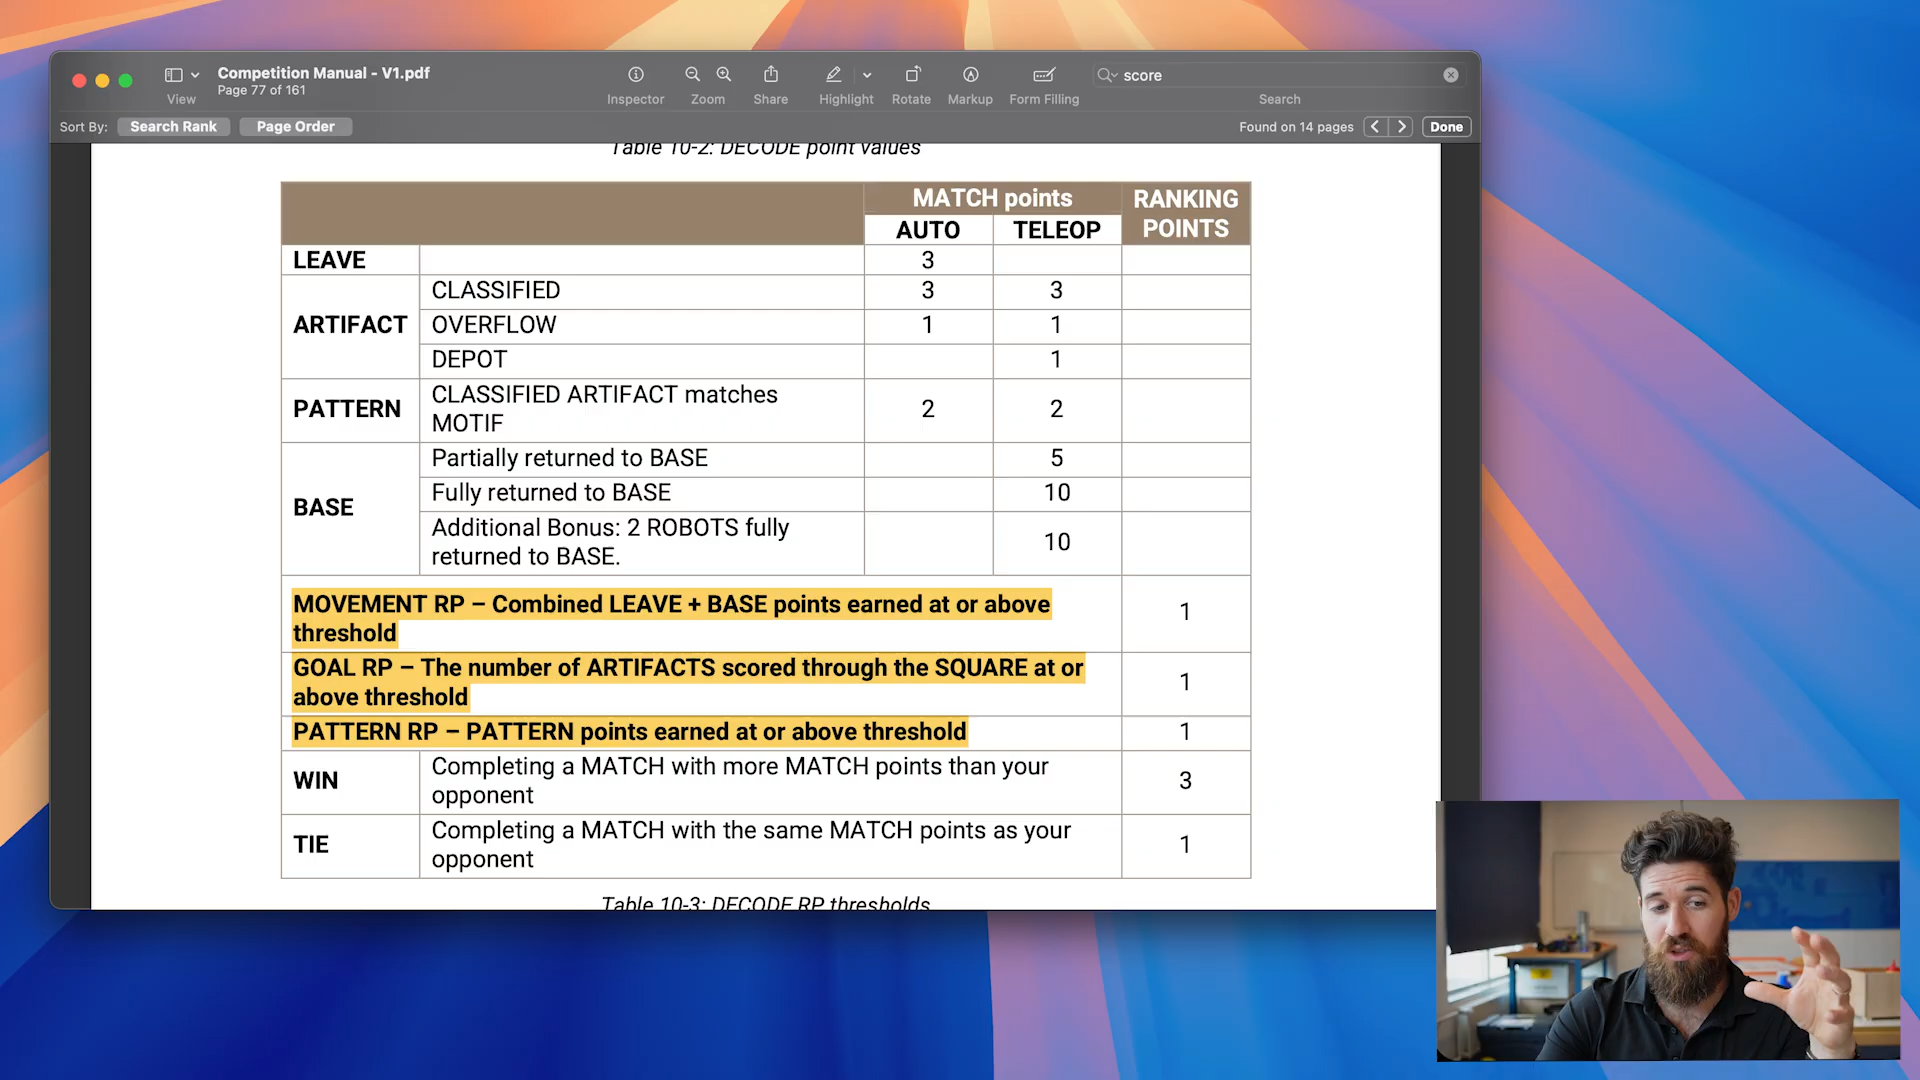 Competition Manual - V1.pdf
Page 77 of 161
View
Inspector
Zoom
Share
Highlight
Rotate
Markup
Form Filling
score
Search
Sort By:
Search Rank
Page Order
Found on 14 pages
Done
Table 10-2: DECODE point values
MATCH points
RANKING
POINTS
AUTO
TELEOP
LEAVE
3
ARTIFACT
CLASSIFIED
3
3
OVERFLOW
1
1
DEPOT
1
PATTERN
CLASSIFIED ARTIFACT matches
MOTIF
2
2
BASE
Partially returned to BASE
5
Fully returned to BASE
10
Additional Bonus: 2 ROBOTS fully
returned to BASE.
10
MOVEMENT RP – Combined LEAVE + BASE points earned at or above
threshold
1
GOAL RP – The number of ARTIFACTS scored through the SQUARE at or
above threshold
1
PATTERN RP – PATTERN points earned at or above threshold
1
WIN
Completing a MATCH with more MATCH points than your
opponent
3
TIE
Completing a MATCH with the same MATCH points as your
opponent
1
Table 10-3: DECODE RP thresholds